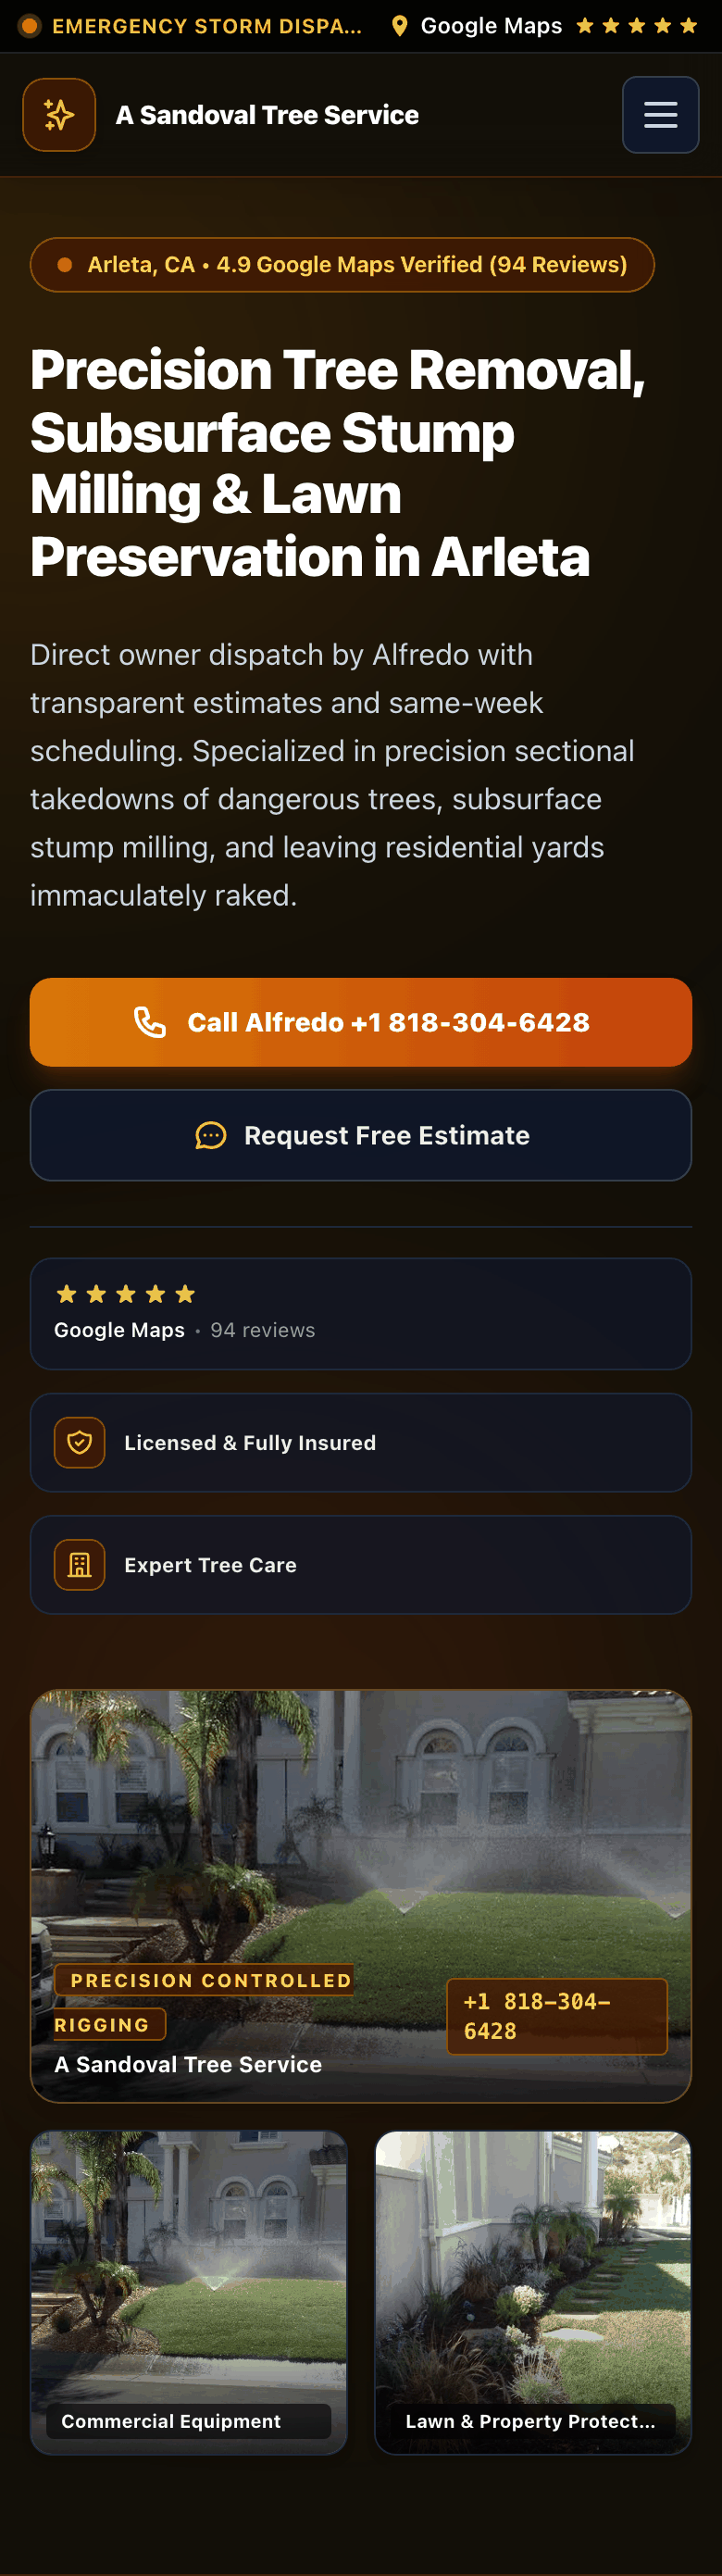 EMERGENCY STORM DISPA... Google Maps
A Sandoval Tree Service
Arleta, CA • 4.9 Google Maps Verified (94 Reviews)
Precision Tree Removal,
Subsurface Stump
Milling & Lawn
Preservation in Arleta
Direct owner dispatch by Alfredo with
transparent estimates and same-week
scheduling. Specialized in precision sectional
takedowns of dangerous trees, subsurface
stump milling, and leaving residential yards
immaculately raked.
Call Alfredo +1 818-304-6428
Request Free Estimate
Google Maps • 94 reviews
Licensed & Fully Insured
Expert Tree Care
PRECISION CONTROLLED
RIGGING
A Sandoval Tree Service
+1 818-304-
6428
Commercial Equipment
Lawn & Property Protect...